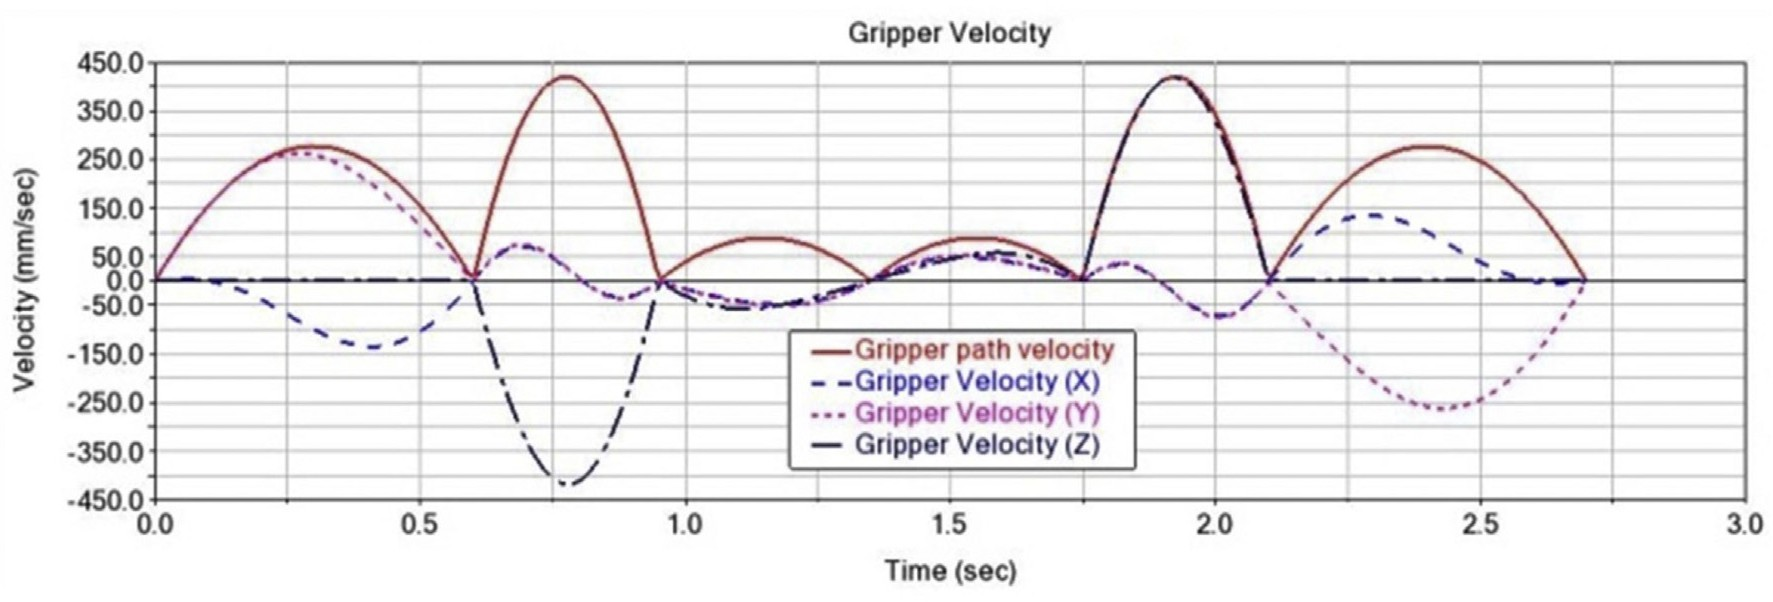 Gripper Velocity
450.0
350.0
250.0
150.0
50.0
0.0
-50.0
-150.0
-250.0
-350.0
-450.0
Velocity (mm/sec)
Gripper path velocity
Gripper Velocity (X)
Gripper Velocity (Y)
Gripper Velocity (Z)
0.0 0.5 1.0 1.5 2.0 2.5 3.0
Time (sec)